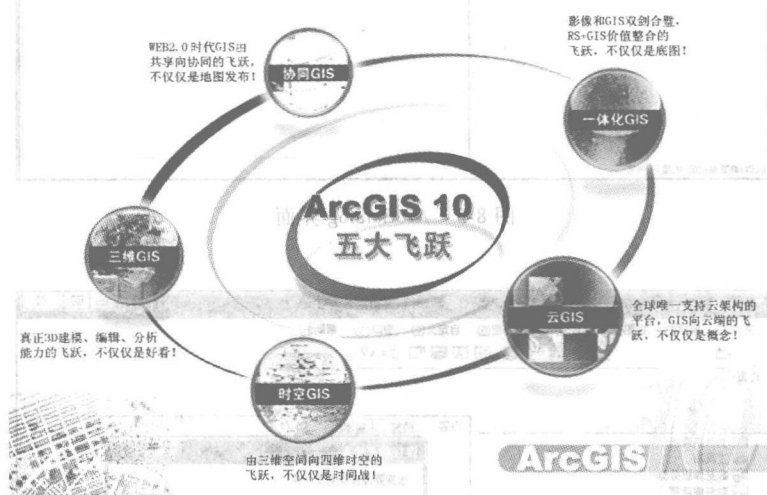 WEB2.0时代GIS由
共享向协同的飞跃,
不仅仅是地图发布!
协同GIS
影像和GIS双剑合璧,
RS+GIS价值整合的
飞跃,不仅仅是底图!
一体化GIS
ArcGIS 10
五大飞跃
三维GIS
真正3D建模、编辑、分析
能力的飞跃,不仅仅是好看!
云GIS
全球唯一支持云架构的
平台,GIS向云端的飞
跃,不仅仅是概念!
时空GIS
由三维空间向四维时空的
飞跃,不仅仅是时间战!
ArcGIS